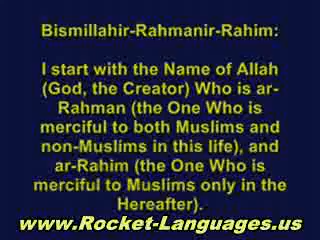 Bismillahir-Rahmanir-Rahim:
I start with the Name of Allah
(God, the Creator) Who is ar-
Rahman (the One Who is
merciful to both Muslims and
non-Muslims in this life), and
ar-Rahim (the One Who is
merciful to Muslims only in the
Hereafter).
www.Rocket-Languages.us